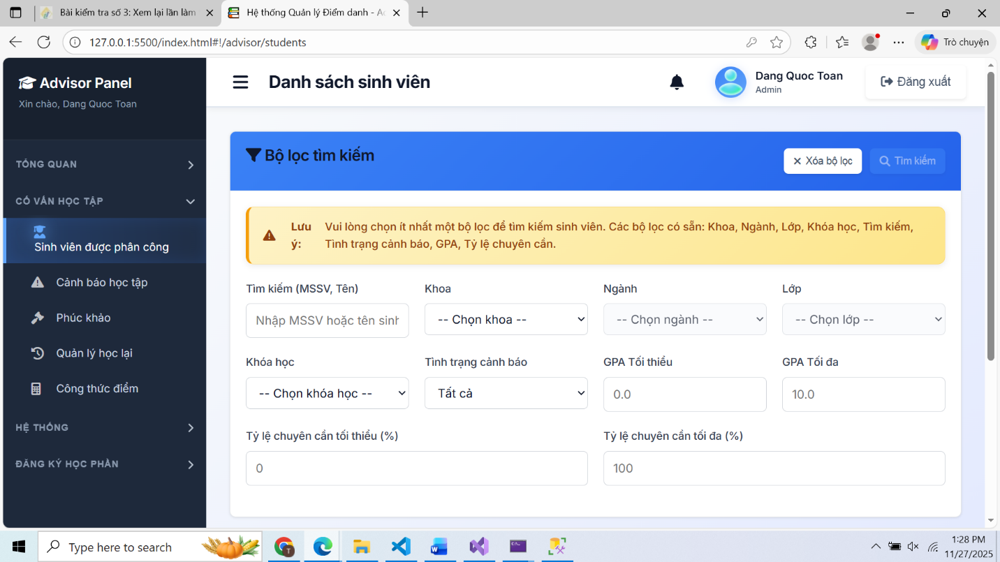 Bài kiểm tra số 3: Xem lại lần làm
Hệ thống Quản lý Điểm danh - Ad
127.0.0.1:5500/index.html#!/advisor/students
Trò chuyện
Advisor Panel
Xin chào, Dang Quoc Toan
Danh sách sinh viên
Dang Quoc Toan
Admin
Đăng xuất
TỔNG QUAN
CỐ VẤN HỌC TẬP
Sinh viên được phân công
Cảnh báo học tập
Phúc khảo
Quản lý học lại
Công thức điểm
HỆ THỐNG
ĐĂNG KÝ HỌC PHẦN
Bộ lọc tìm kiếm
Xóa bộ lọc
Tìm kiếm
Lưu ý:
Vui lòng chọn ít nhất một bộ lọc để tìm kiếm sinh viên. Các bộ lọc có sẵn: Khoa, Ngành, Lớp, Khóa học, Tìm kiếm,
Tình trạng cảnh báo, GPA, Tỷ lệ chuyên cần.
Tìm kiếm (MSSV, Tên) Khoa Ngành Lớp
Nhập MSSV hoặc tên sinh -- Chọn khoa -- -- Chọn ngành -- -- Chọn lớp --
Khóa học Tình trạng cảnh báo GPA Tối thiểu GPA Tối đa
-- Chọn khóa học -- Tất cả 0.0 10.0
Tỷ lệ chuyên cần tối thiểu (%) Tỷ lệ chuyên cần tối đa (%)
0 100
Type here to search
1:28 PM
11/27/2025